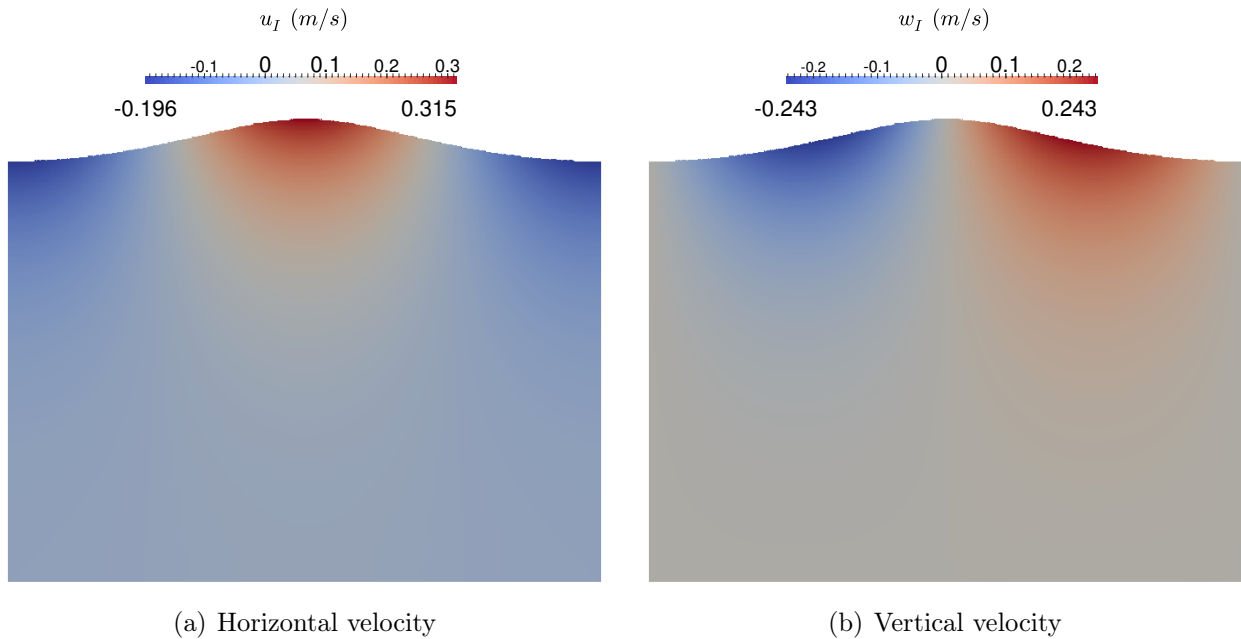 u_I (m/s)
-0.1 0 0.1 0.2 0.3
-0.196 0.315
(a) Horizontal velocity
w_I (m/s)
-0.2 -0.1 0 0.1 0.2
-0.243 0.243
(b) Vertical velocity